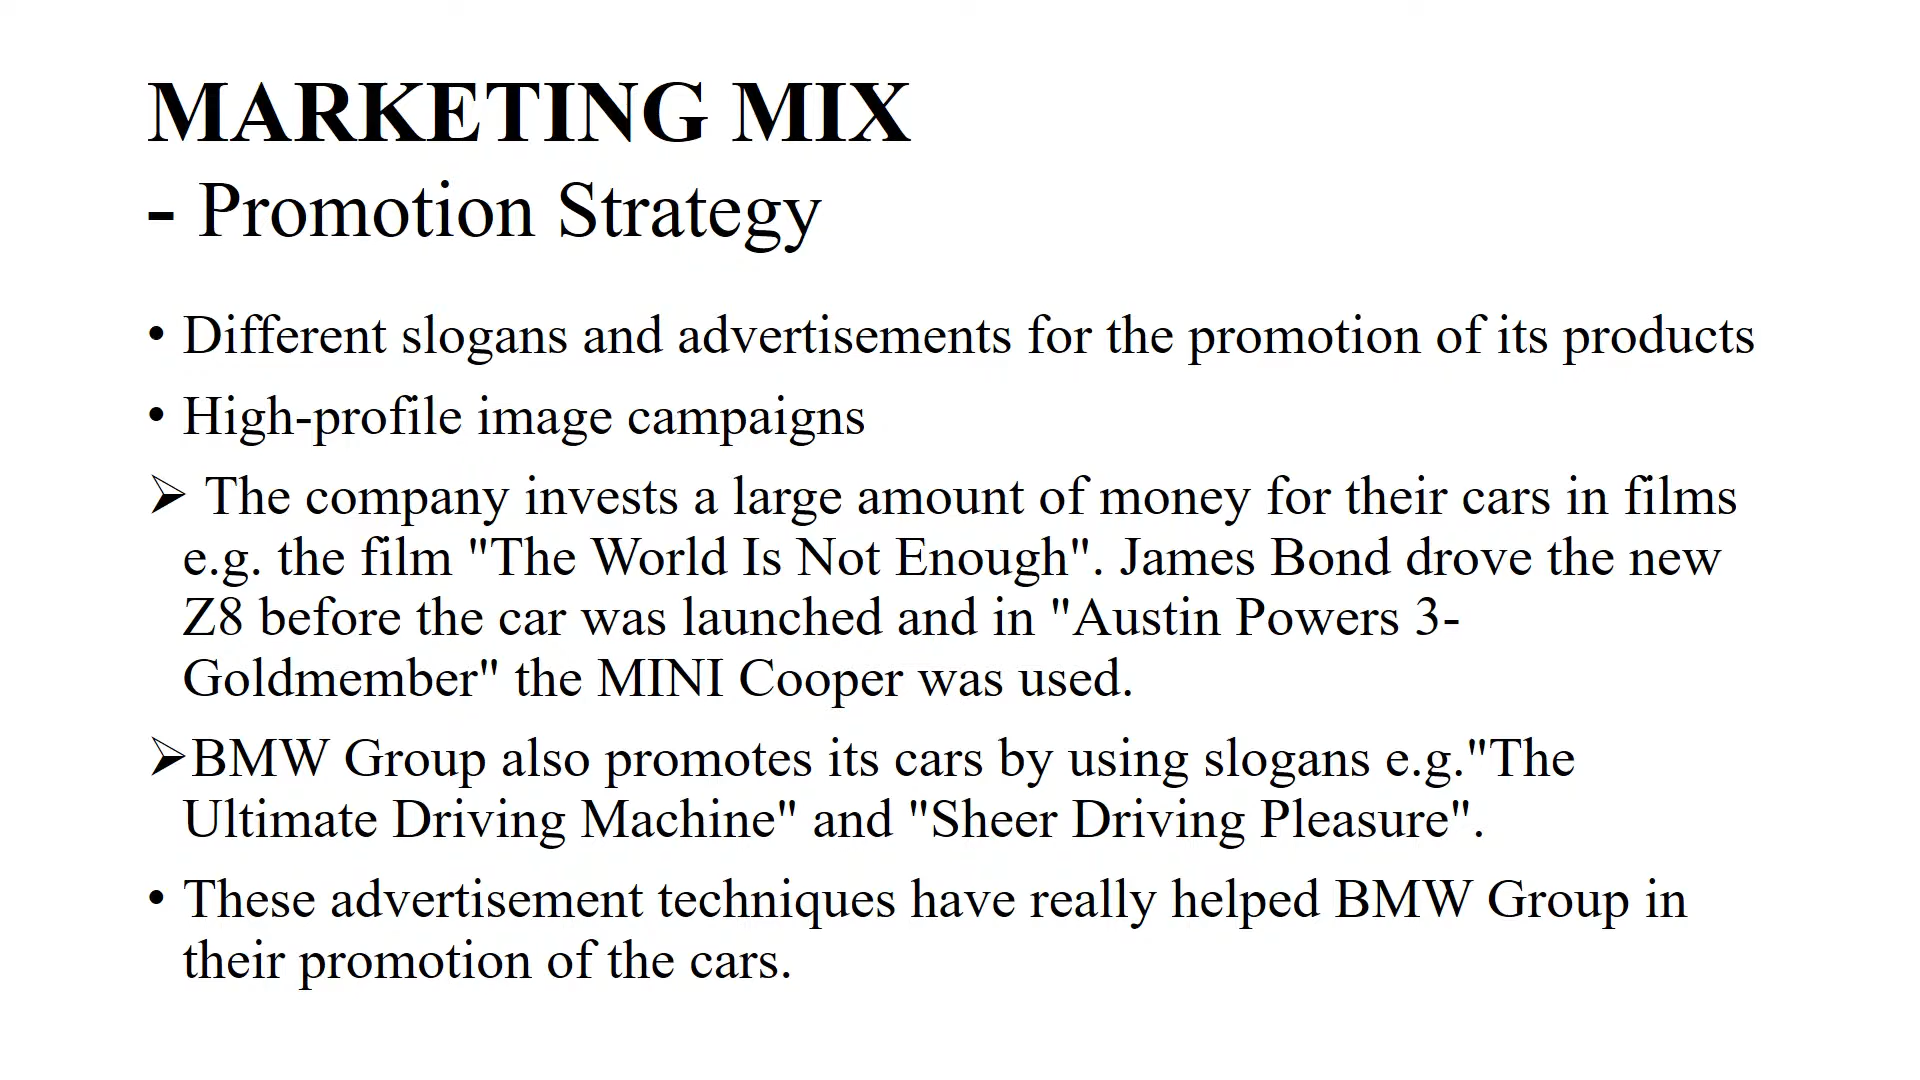 MARKETING MIX
- Promotion Strategy
• Different slogans and advertisements for the promotion of its products
• High-profile image campaigns
➢ The company invests a large amount of money for their cars in films
e.g. the film "The World Is Not Enough". James Bond drove the new
Z8 before the car was launched and in "Austin Powers 3-
Goldmember" the MINI Cooper was used.
➢BMW Group also promotes its cars by using slogans e.g."The
Ultimate Driving Machine" and "Sheer Driving Pleasure".
• These advertisement techniques have really helped BMW Group in
their promotion of the cars.